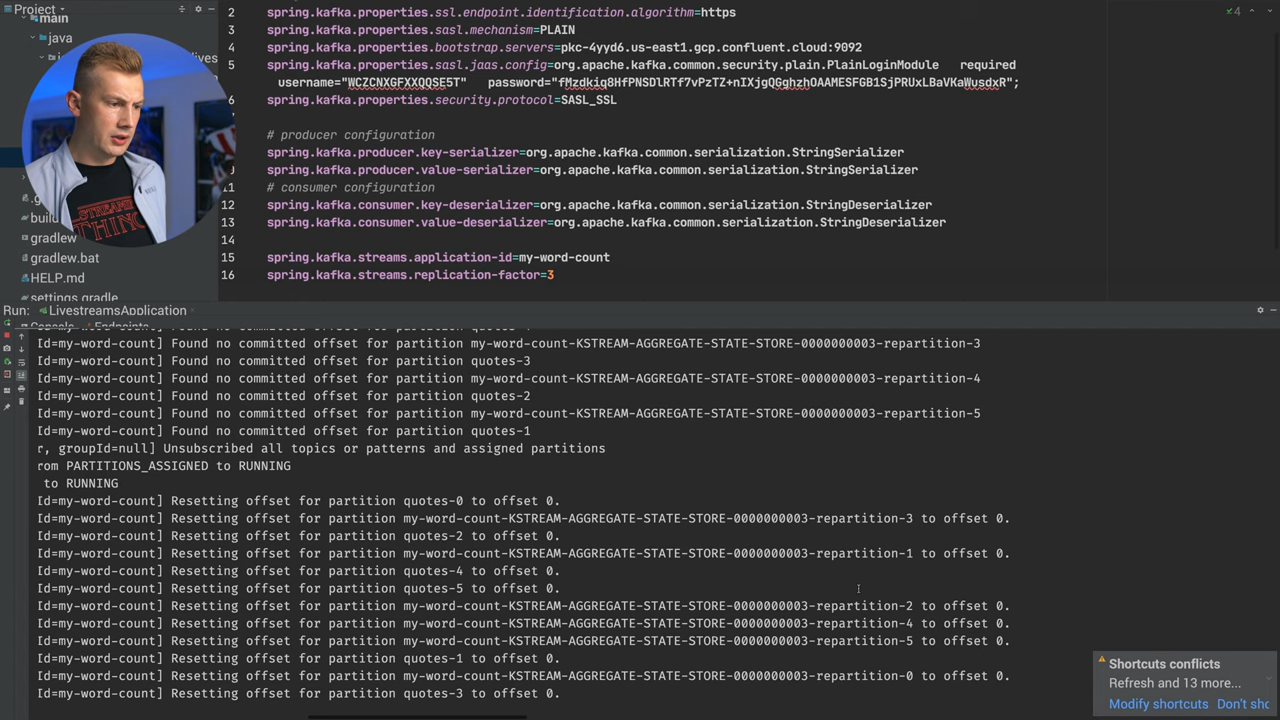 Project
main
java
build
gradlew
gradlew.bat
HELP.md
settings.gradle
4
2 spring.kafka.properties.ssl.endpoint.identification.algorithm=https
3 spring.kafka.properties.sasl.mechanism=PLAIN
4 spring.kafka.properties.bootstrap.servers=pkc-4yyd6.us-east1.gcp.confluent.cloud:9092
5 spring.kafka.properties.sasl.jaas.config=org.apache.kafka.common.security.plain.PlainLoginModule required
username="WCZCNXGFXXQQSE5T" password="fMzdkiq8HfPNSDlRTf7vPzTZ+nIXjgQGghzhOAAMESFGB1SjPRUxLBaVKaWusdxR";
6 spring.kafka.properties.security.protocol=SASL_SSL
# producer configuration
spring.kafka.producer.key-serializer=org.apache.kafka.common.serialization.StringSerializer
spring.kafka.producer.value-serializer=org.apache.kafka.common.serialization.StringSerializer
11 # consumer configuration
12 spring.kafka.consumer.key-deserializer=org.apache.kafka.common.serialization.StringDeserializer
13 spring.kafka.consumer.value-deserializer=org.apache.kafka.common.serialization.StringDeserializer
14
15 spring.kafka.streams.application-id=my-word-count
16 spring.kafka.streams.replication-factor=3
Run: LivestreamsApplication
Console Endpoints
Id=my-word-count] Found no committed offset for partition my-word-count-KSTREAM-AGGREGATE-STATE-STORE-0000000003-repartition-3
Id=my-word-count] Found no committed offset for partition quotes-3
Id=my-word-count] Found no committed offset for partition my-word-count-KSTREAM-AGGREGATE-STATE-STORE-0000000003-repartition-4
Id=my-word-count] Found no committed offset for partition quotes-2
Id=my-word-count] Found no committed offset for partition my-word-count-KSTREAM-AGGREGATE-STATE-STORE-0000000003-repartition-5
Id=my-word-count] Found no committed offset for partition quotes-1
r, groupId=null] Unsubscribed all topics or patterns and assigned partitions
rom PARTITIONS_ASSIGNED to RUNNING
to RUNNING
Id=my-word-count] Resetting offset for partition quotes-0 to offset 0.
Id=my-word-count] Resetting offset for partition my-word-count-KSTREAM-AGGREGATE-STATE-STORE-0000000003-repartition-3 to offset 0.
Id=my-word-count] Resetting offset for partition quotes-2 to offset 0.
Id=my-word-count] Resetting offset for partition my-word-count-KSTREAM-AGGREGATE-STATE-STORE-0000000003-repartition-1 to offset 0.
Id=my-word-count] Resetting offset for partition quotes-4 to offset 0.
Id=my-word-count] Resetting offset for partition quotes-5 to offset 0.
Id=my-word-count] Resetting offset for partition my-word-count-KSTREAM-AGGREGATE-STATE-STORE-0000000003-repartition-2 to offset 0.
Id=my-word-count] Resetting offset for partition my-word-count-KSTREAM-AGGREGATE-STATE-STORE-0000000003-repartition-4 to offset 0.
Id=my-word-count] Resetting offset for partition my-word-count-KSTREAM-AGGREGATE-STATE-STORE-0000000003-repartition-5 to offset 0.
Id=my-word-count] Resetting offset for partition quotes-1 to offset 0.
Id=my-word-count] Resetting offset for partition my-word-count-KSTREAM-AGGREGATE-STATE-STORE-0000000003-repartition-0 to offset 0.
Id=my-word-count] Resetting offset for partition quotes-3 to offset 0.
Shortcuts conflicts
Refresh and 13 more...
Modify shortcuts Don't sho